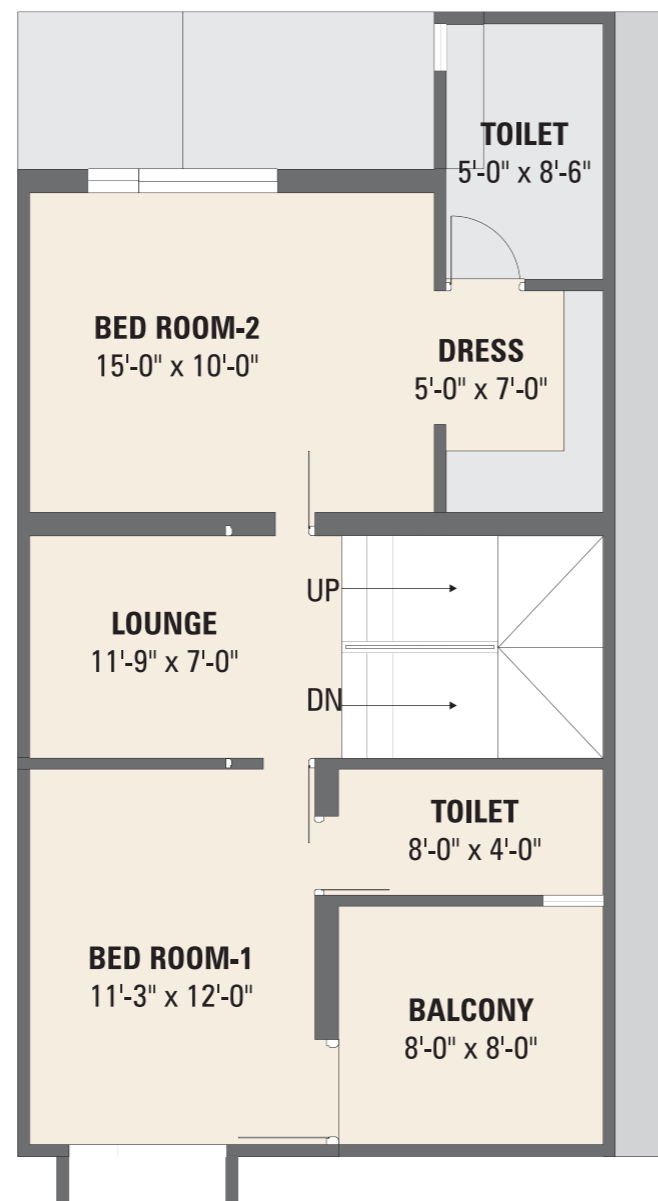 TOILET
5'-0" x 8'-6"
BED ROOM-2
15'-0" x 10'-0"
DRESS
5'-0" x 7'-0"
UP
LOUNGE
11'-9" x 7'-0"
DN
TOILET
8'-0" x 4'-0"
BED ROOM-1
11'-3" x 12'-0"
BALCONY
8'-0" x 8'-0"